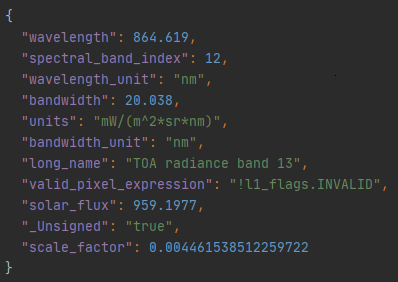 {
"wavelength": 864.619,
"spectral_band_index": 12,
"wavelength_unit": "nm",
"bandwidth": 20.038,
"units": "mW/(m^2*sr*nm)",
"bandwidth_unit": "nm",
"long_name": "TOA radiance band 13",
"valid_pixel_expression": "!l1_flags.INVALID",
"solar_flux": 959.1977,
"_Unsigned": "true",
"scale_factor": 0.004461538512259722
}